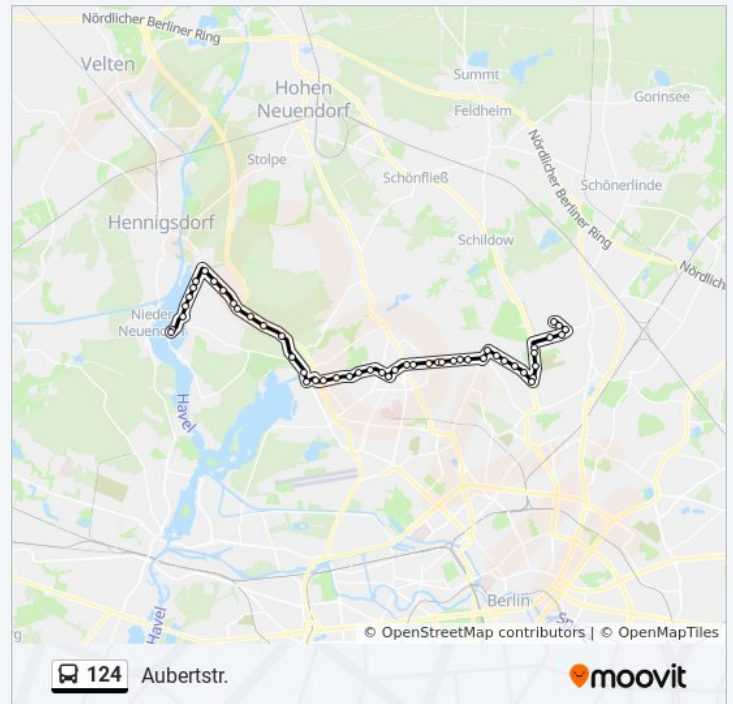 Nördlicher Berliner Ring
Velten
Hohen
Neuendorf
Summt
Feldheim
Gorinsee
Stolpe
Schönfließ
Nördlicher Berliner Ring
Schönerlinde
Hennigsdorf
Schildow
Nördlich
Nieder
Neuendorf
Havel
Havel
Berlin
© OpenStreetMap contributors | © OpenMapTiles
124 Aubertstr.
moovit